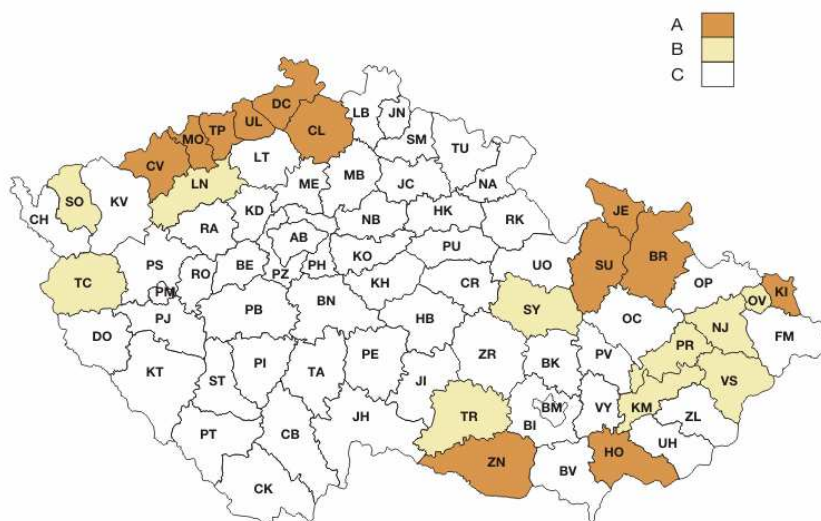 A
B
C
DC
LB
JN
UL
CL
MO
TP
SM
TU
CV
LT
LN
MB
JC
NA
SO
KV
ME
CH
KD
NB
HK
RK
JE
RA
AB
PU
TC
PS
RO
BE
PZ
PH
KO
UO
SU
BR
OP
PM
KH
CR
KI
OV
PJ
PB
BN
HB
SY
OC
NJ
DO
FM
PR
KT
ST
PI
TA
PE
JI
ZR
BK
PV
VS
TR
BM
VY
KM
ZL
PT
CB
JH
BI
UH
CK
ZN
BV
HO